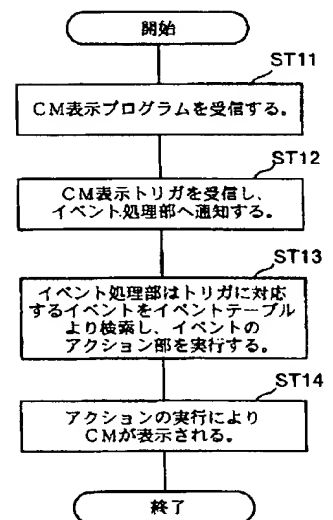 開始
ST11
CM表示プログラムを受信する。
ST12
CM表示トリガを受信し、
イベント処理部へ通知する。
ST13
イベント処理部はトリガに対応
するイベントをイベントテーブル
より検索し、イベントの
アクション部を実行する。
ST14
アクションの実行により
CMが表示される。
終了